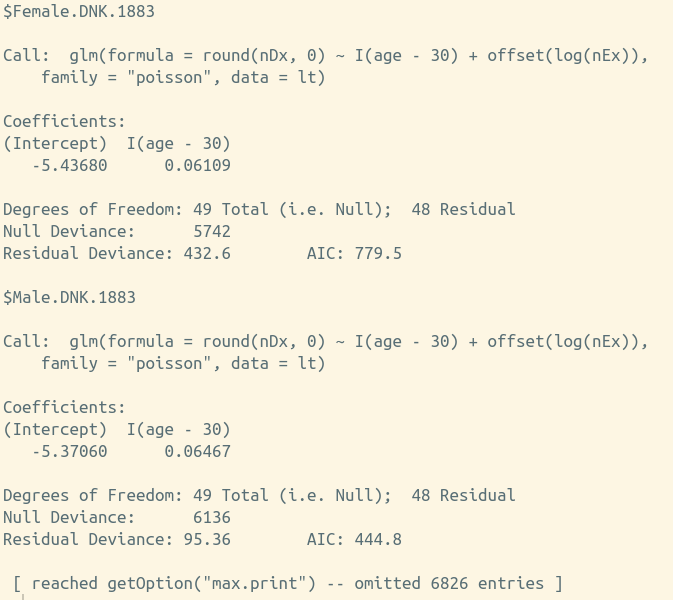 $Female.DNK.1883

Call:  glm(formula = round(nDx, 0) ~ I(age - 30) + offset(log(nEx)),
    family = "poisson", data = lt)

Coefficients:
(Intercept)  I(age - 30)
   -5.43680      0.06109

Degrees of Freedom: 49 Total (i.e. Null);  48 Residual
Null Deviance:      5742
Residual Deviance: 432.6        AIC: 779.5

$Male.DNK.1883

Call:  glm(formula = round(nDx, 0) ~ I(age - 30) + offset(log(nEx)),
    family = "poisson", data = lt)

Coefficients:
(Intercept)  I(age - 30)
   -5.37060      0.06467

Degrees of Freedom: 49 Total (i.e. Null);  48 Residual
Null Deviance:      6136
Residual Deviance: 95.36        AIC: 444.8

 [ reached getOption("max.print") -- omitted 6826 entries ]